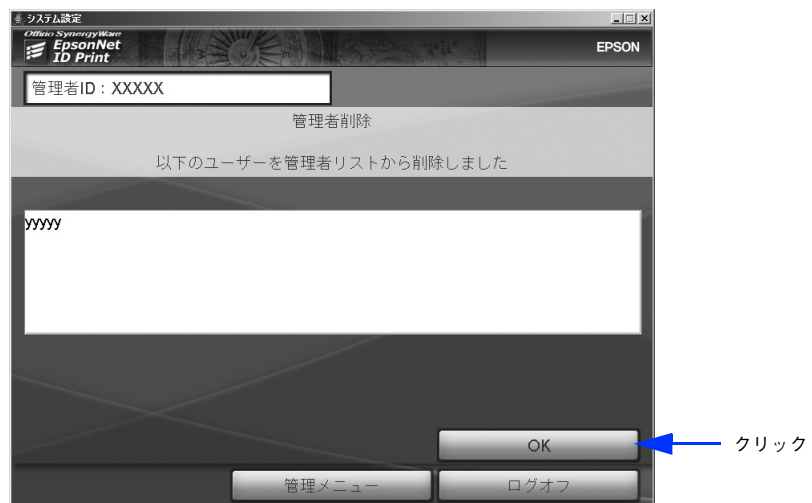 システム設定
Offirio SynergyWare
EpsonNet
ID Print
EPSON
管理者ID：XXXXX
管理者削除
以下のユーザーを管理者リストから削除しました
yyyyy
OK
クリック
管理メニュー
ログオフ